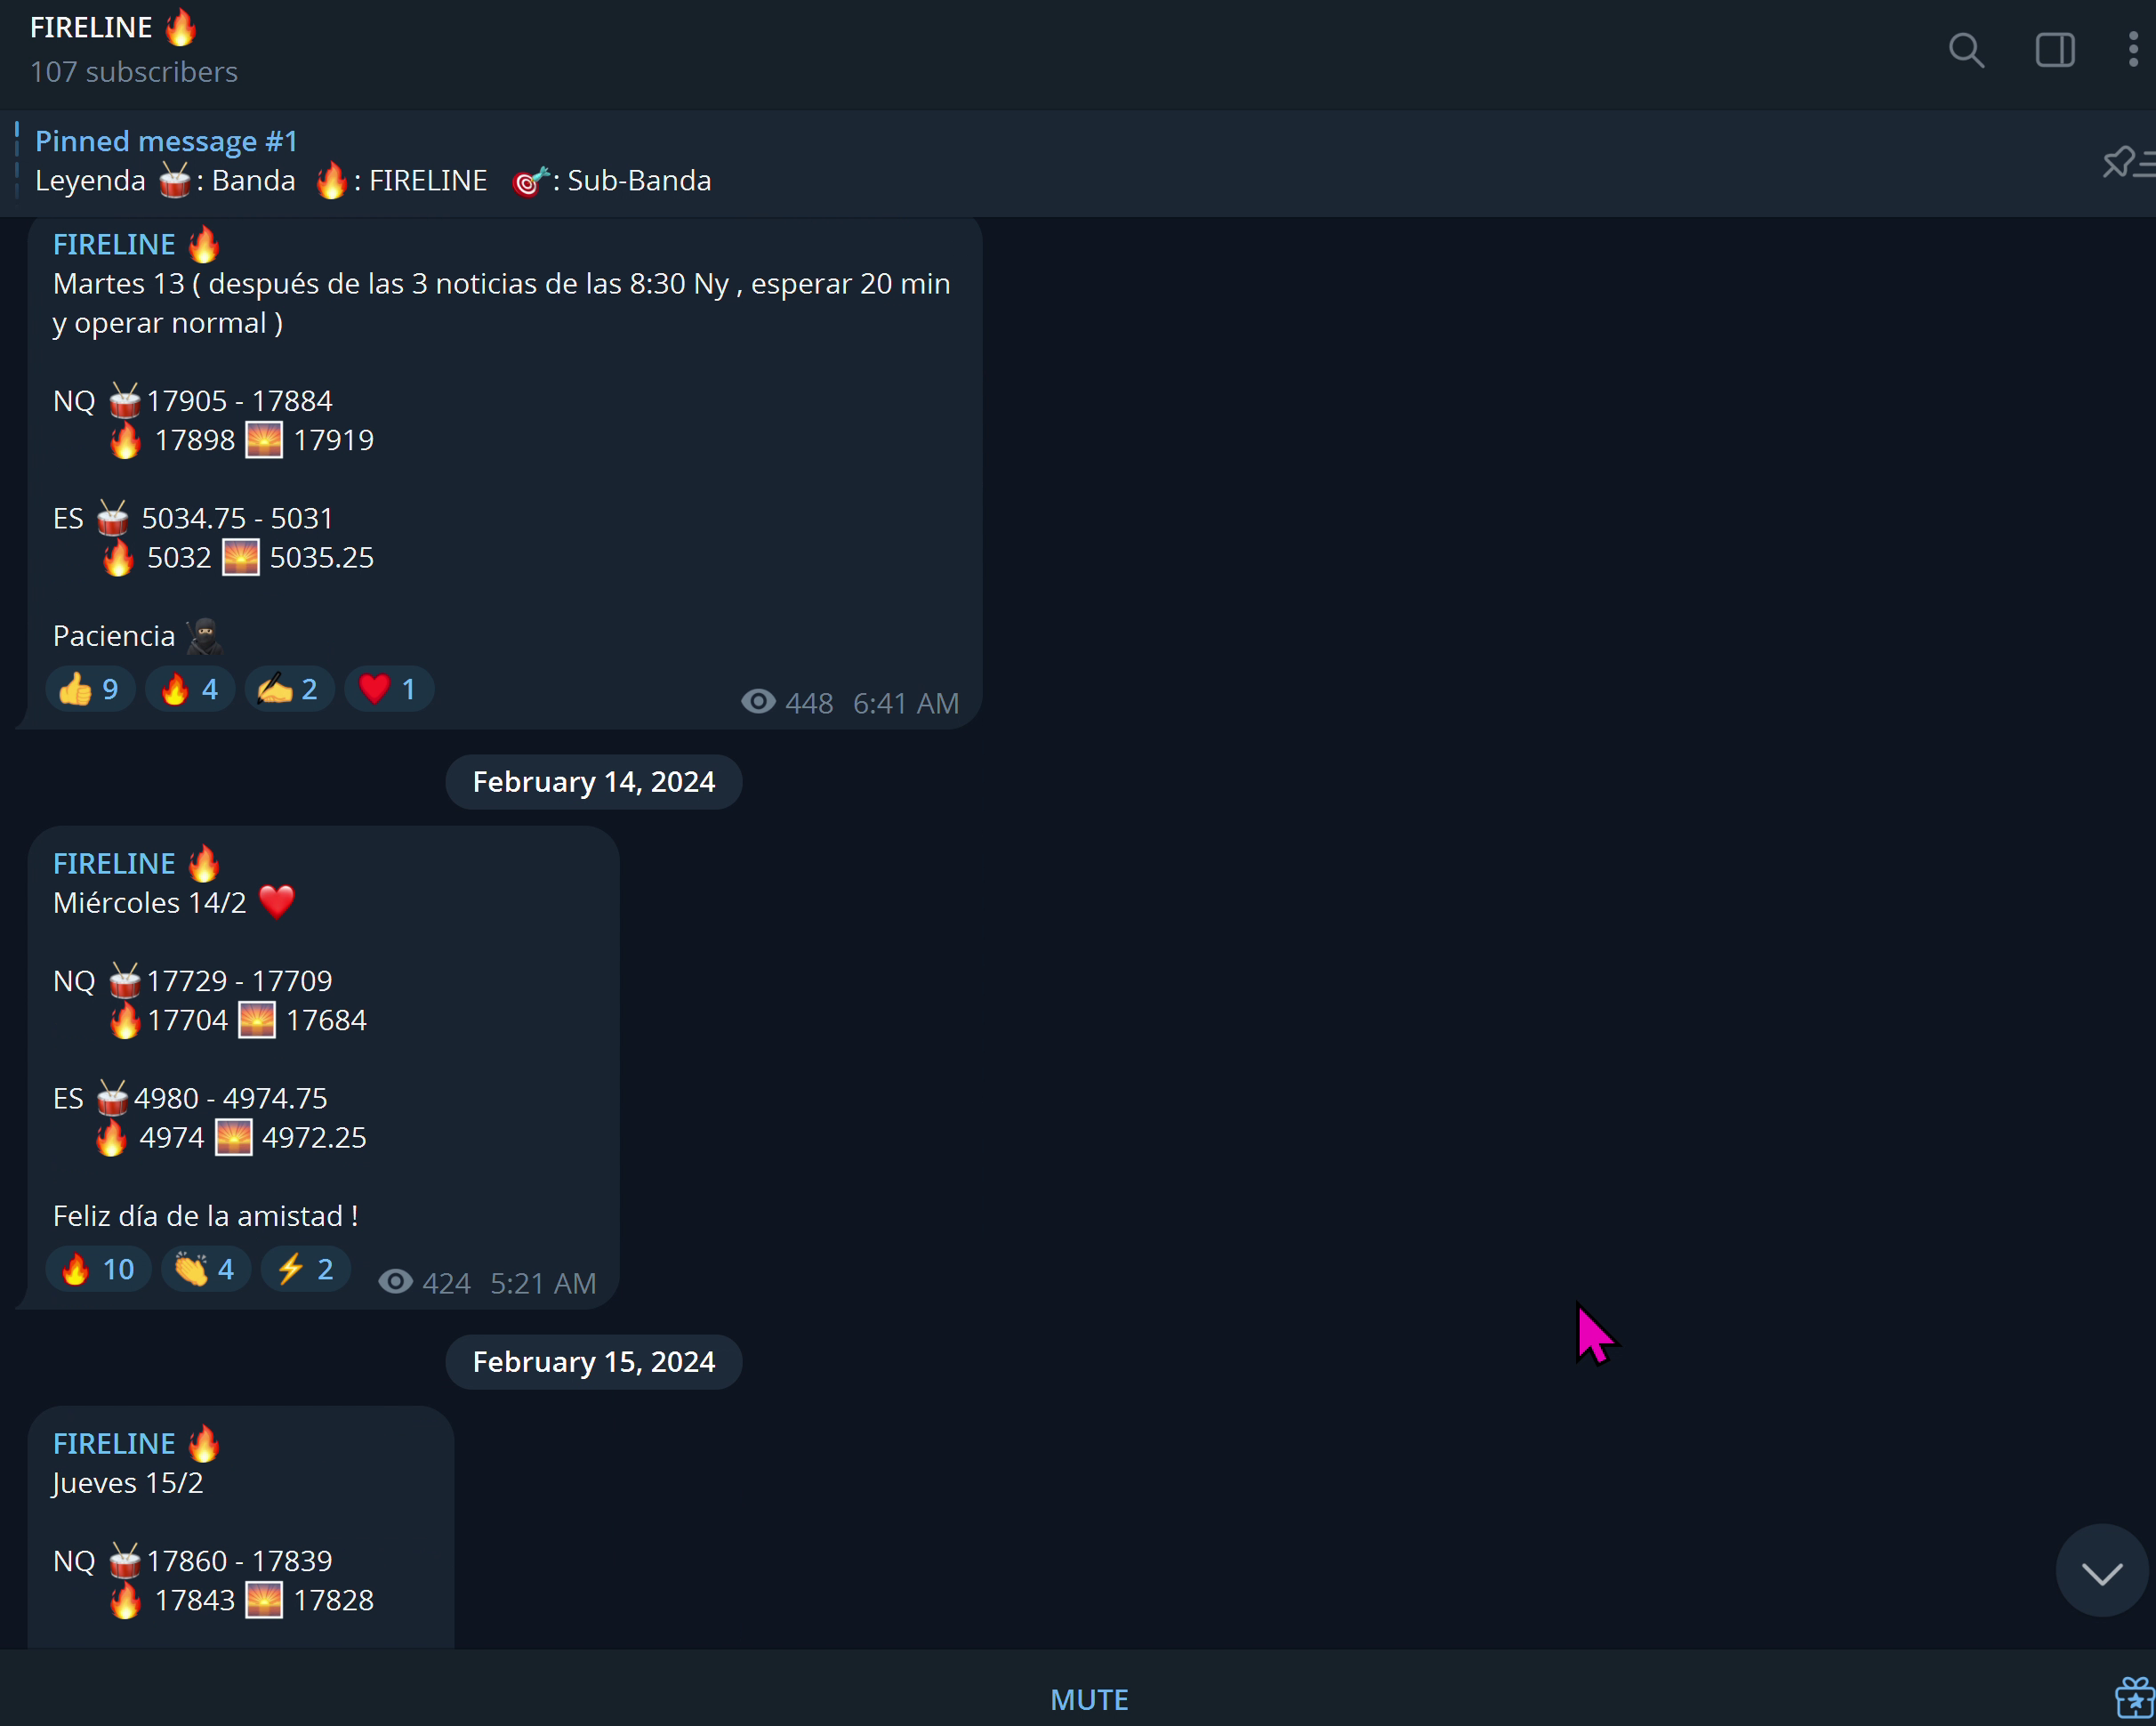 FIRELINE 🔥
107 subscribers
Pinned message #1
Leyenda 🥁: Banda 🔥: FIRELINE 🎯: Sub-Banda
FIRELINE 🔥
Martes 13 ( después de las 3 noticias de las 8:30 Ny , esperar 20 min
y operar normal )
NQ 🥁17905 - 17884
🔥 17898 🌅 17919
ES 🥁 5034.75 - 5031
🔥 5032 🌅 5035.25
Paciencia 🥷🏿
👍 9 🔥 4 ✍ 2 ❤ 1
448 6:41 AM
February 14, 2024
FIRELINE 🔥
Miércoles 14/2 ❤️
NQ 🥁17729 - 17709
🔥17704 🌅 17684
ES 🥁4980 - 4974.75
🔥 4974 🌅 4972.25
Feliz día de la amistad !
🔥 10 👏 4 ⚡ 2
424 5:21 AM
February 15, 2024
FIRELINE 🔥
Jueves 15/2
NQ 🥁17860 - 17839
🔥 17843 🌅 17828
MUTE